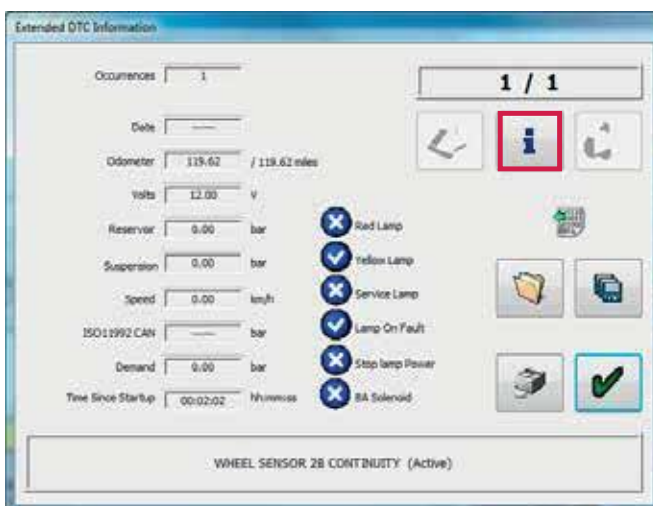 Extended DTC Information
Occurrences 1
1 / 1
Date -----
Odometer 119.62 / 119.62 miles
Volts 12.00 V
Reservoir 0.00 bar
Suspension 0.00 bar
Speed 0.00 km/h
ISO11992 CAN ----- bar
Demand 0.00 bar
Time Since Startup 00:02:02 hh:mm:ss
Red Lamp
Yellow Lamp
Service Lamp
Lamp On Fault
Stop lamp Power
BA Solenoid
i
WHEEL SENSOR 2B CONTINUITY (Active)